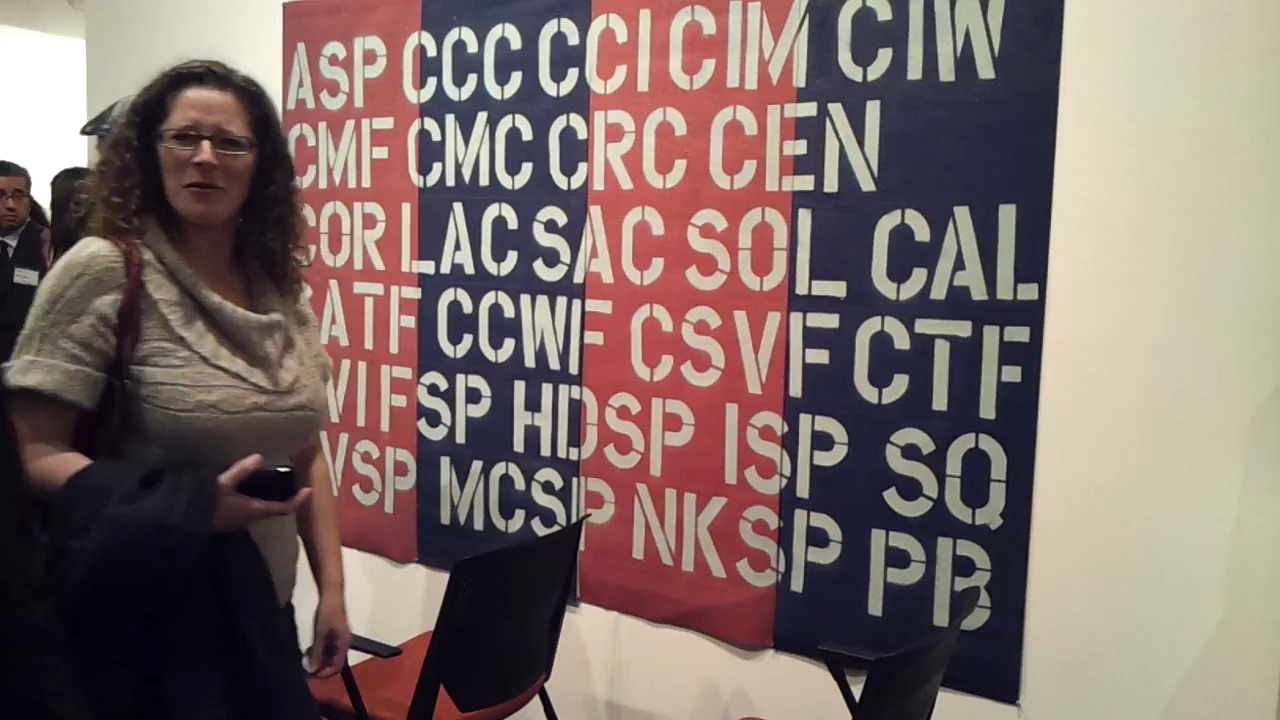 ASP CCC CCI CIM CIW
CMF CMC CRC CEN
COR LAC SAC SOL CAL
SATF CCWF CSVF CTF
VIF SP HDSP ISP SQ
VSP MCSP NKSP PB